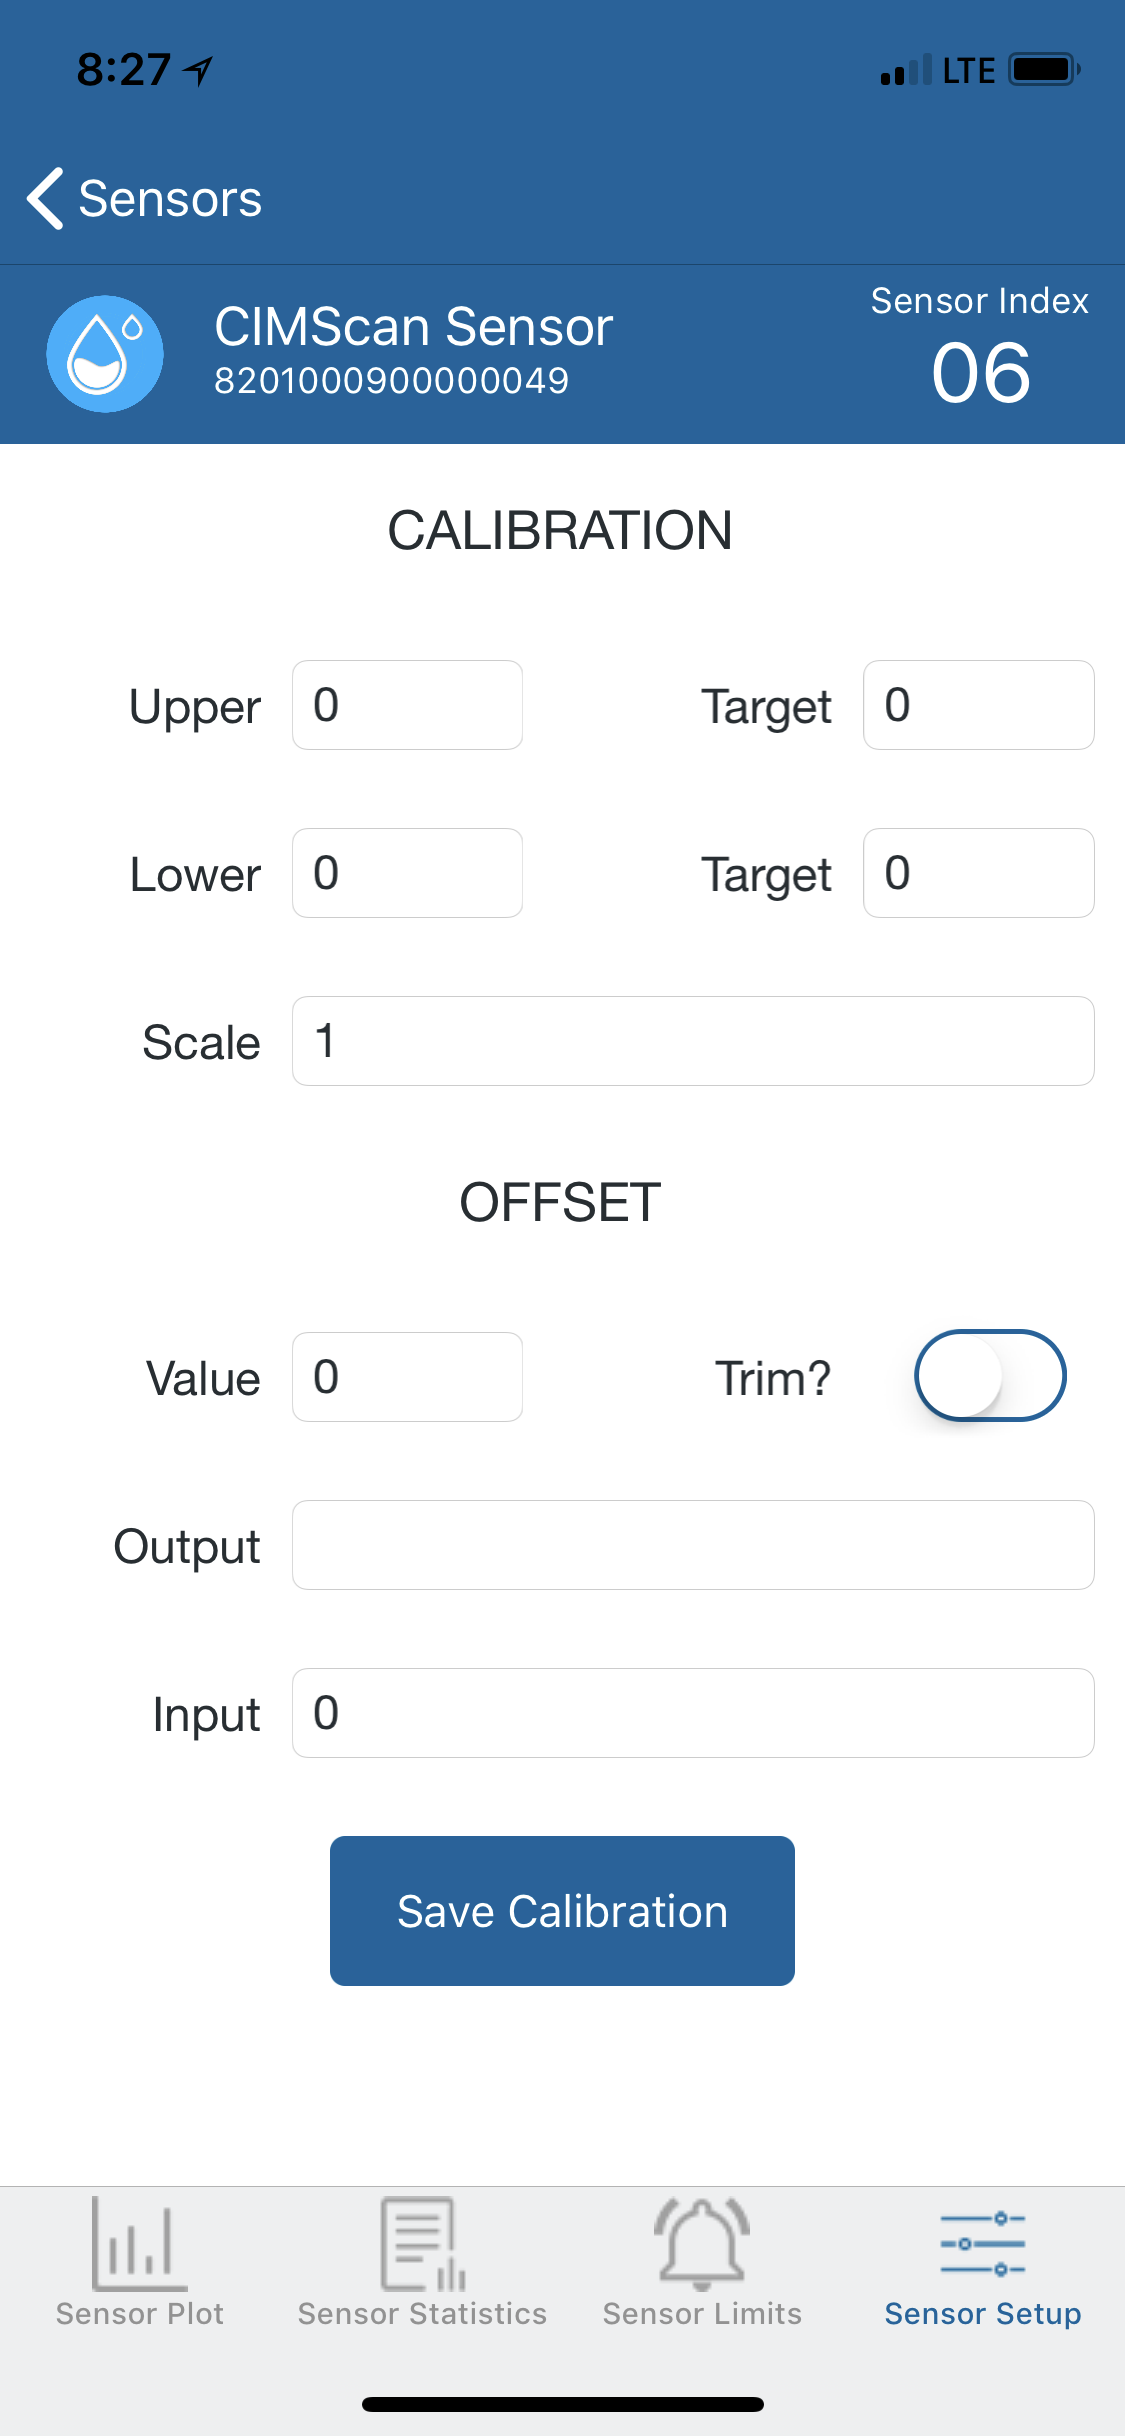 8:27 LTE
Sensors
CIMScan Sensor
8201000900000049
Sensor Index
06
CALIBRATION
Upper 0 Target 0
Lower 0 Target 0
Scale 1
OFFSET
Value 0 Trim?
Output
Input 0
Save Calibration
Sensor Plot Sensor Statistics Sensor Limits Sensor Setup